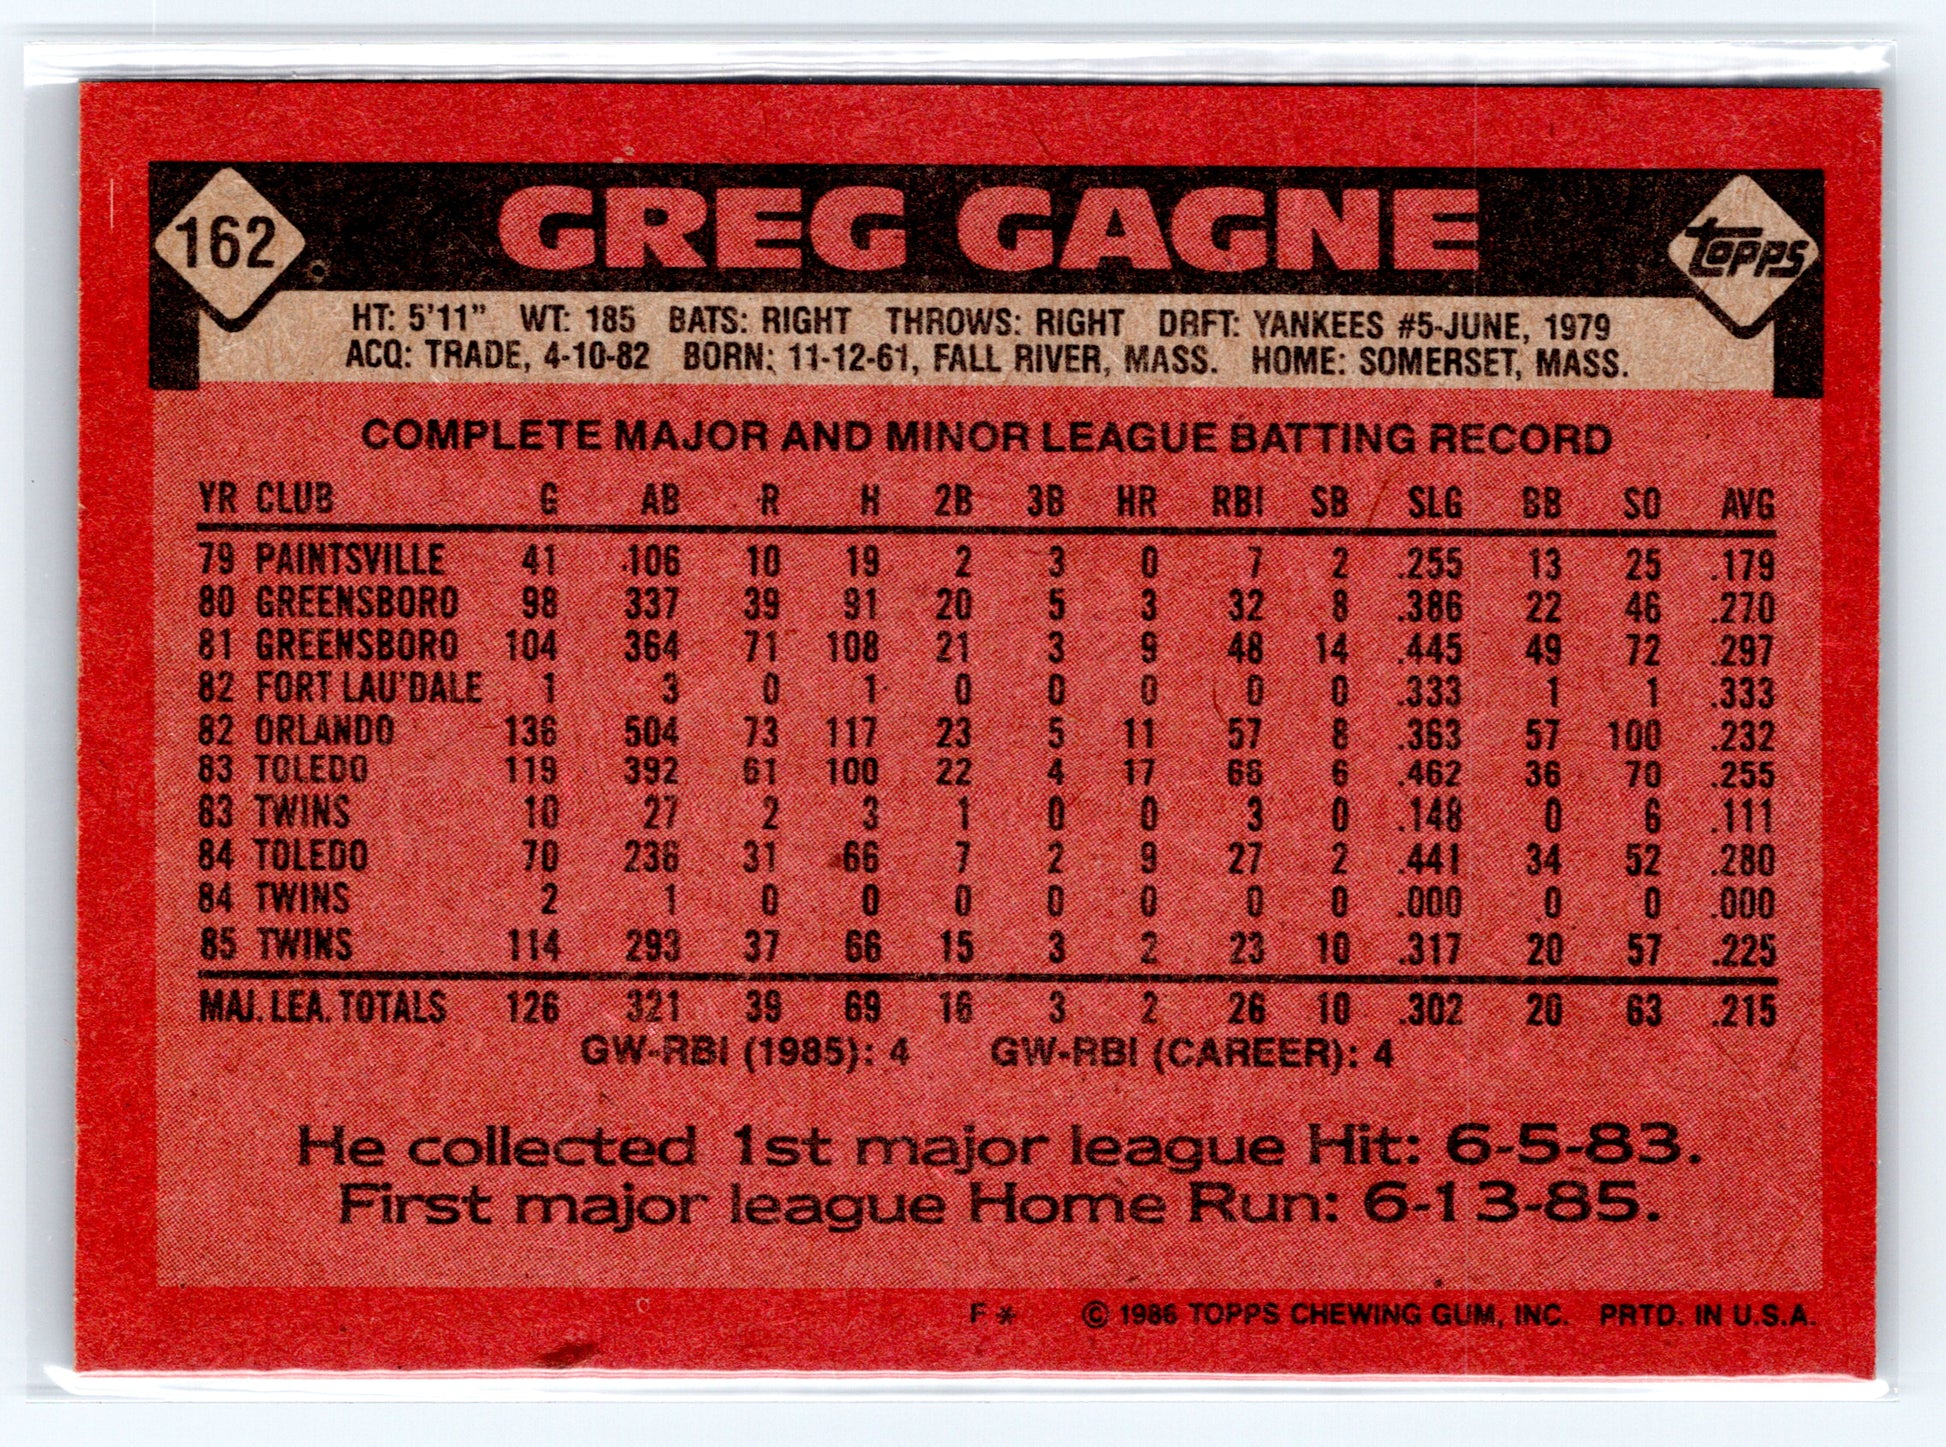 162 GREG GAGNE topps
HT: 5'11" WT: 185 BATS: RIGHT THROWS: RIGHT DRFT: YANKEES #5-JUNE, 1979
ACQ: TRADE, 4-10-82 BORN: 11-12-61, FALL RIVER, MASS. HOME: SOMERSET, MASS.
COMPLETE MAJOR AND MINOR LEAGUE BATTING RECORD
YR CLUB G AB R H 2B 3B HR RBI SB SLG BB SO AVG
79 PAINTSVILLE 41 106 10 19 2 3 0 7 2 .255 13 25 .179
80 GREENSBORO 98 337 39 91 20 5 3 32 8 .386 22 46 .270
81 GREENSBORO 104 364 71 108 21 3 9 48 14 .445 49 72 .297
82 FORT LAU'DALE 1 3 0 1 0 0 0 0 0 .333 1 1 .333
82 ORLANDO 136 504 73 117 23 5 11 57 8 .363 57 100 .232
83 TOLEDO 119 392 61 100 22 4 17 66 6 .462 36 70 .255
83 TWINS 10 27 2 3 1 0 0 3 0 .148 0 6 .111
84 TOLEDO 70 236 31 66 7 2 9 27 2 .441 34 52 .280
84 TWINS 2 1 0 0 0 0 0 0 0 .000 0 0 .000
85 TWINS 114 293 37 66 15 3 2 23 10 .317 20 57 .225
MAJ. LEA. TOTALS 126 321 39 69 16 3 2 26 10 .302 20 63 .215
GW-RBI (1985): 4 GW-RBI (CAREER): 4
He collected 1st major league Hit: 6-5-83.
First major league Home Run: 6-13-85.
F * © 1986 TOPPS CHEWING GUM, INC. PRTD. IN U.S.A.